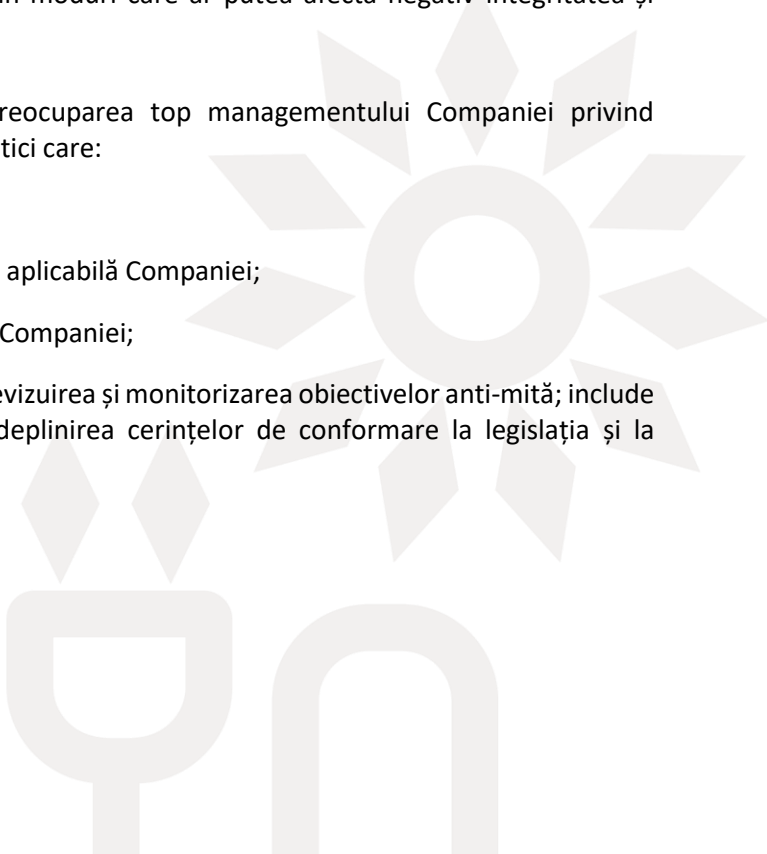 în moduri care ar putea afecta negativ integritatea și
reocuparea top managementului Companiei privind
tici care:
aplicabilă Companiei;
Companiei;
evizuirea și monitorizarea obiectivelor anti-mită; include
deplinirea cerințelor de conformare la legislația și la